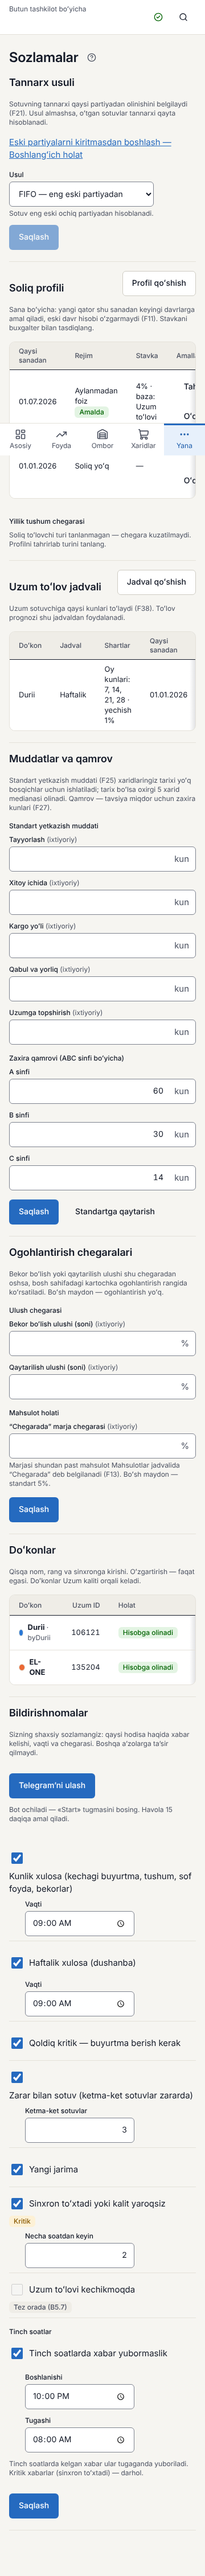 Butun tashkilot bo‘yicha
Sozlamalar
Tannarx usuli
Sotuvning tannarxi qaysi partiyadan olinishini belgilaydi
(F21). Usul almashsa, o‘tgan sotuvlar tannarxi qayta
hisoblanadi.
Eski partiyalarni kiritmasdan boshlash —
Boshlang‘ich holat
Usul
FIFO — eng eski partiyadan
Sotuv eng eski ochiq partiyadan hisoblanadi.
Saqlash
Soliq profili
Profil qo‘shish
Sana bo‘yicha: yangi qator shu sanadan keyingi davrlarga
amal qiladi, eski davr hisobi o‘zgarmaydi (F11). Stavkani
buxgalter bilan tasdiqlang.
Qaysi sanadan
Rejim
Stavka
01.07.2026
Aylanmadan foiz
Amalda
4% · baza: Uzum to‘lovi
Asosiy
Foyda
Ombor
Xaridlar
Yana
01.01.2026
Soliq yo‘q
—
Yillik tushum chegarasi
Soliq to‘lovchi turi tanlanmagan — chegara kuzatilmaydi.
Profilni tahrirlab turini tanlang.
Uzum to‘lov jadvali
Jadval qo‘shish
Uzum sotuvchiga qaysi kunlari to‘laydi (F38). To‘lov
prognozi shu jadvaldan foydalanadi.
Do‘kon
Jadval
Shartlar
Qaysi sanadan
Durii
Haftalik
Oy kunlari: 7, 14, 21, 28 · yechish 1%
01.01.2026
Muddatlar va qamrov
Standart yetkazish muddati (F25) xaridlaringiz tarixi yo‘q
bosqichlar uchun ishlatiladi; tarix bo‘lsa oxirgi 5 xarid
medianasi olinadi. Qamrov — tavsiya miqdor uchun zaxira
kunlari (F27).
Standart yetkazish muddati
Tayyorlash (ixtiyoriy)
kun
Xitoy ichida (ixtiyoriy)
kun
Kargo yo‘li (ixtiyoriy)
kun
Qabul va yorliq (ixtiyoriy)
kun
Uzumga topshirish (ixtiyoriy)
kun
Zaxira qamrovi (ABC sinfi bo‘yicha)
A sinfi
60 kun
B sinfi
30 kun
C sinfi
14 kun
Saqlash
Standartga qaytarish
Ogohlantirish chegaralari
Bekor bo‘lish yoki qaytarilish ulushi shu chegaradan
oshsa, bosh sahifadagi kartochka ogohlantirish rangida
ko‘rsatiladi. Bo‘sh maydon — ogohlantirish yo‘q.
Ulush chegarasi
Bekor bo‘lish ulushi (soni) (ixtiyoriy)
%
Qaytarilish ulushi (soni) (ixtiyoriy)
%
Mahsulot holati
“Chegarada” marja chegarasi (ixtiyoriy)
%
Marjasi shundan past mahsulot Mahsulotlar jadvalida
“Chegarada” deb belgilanadi (F13). Bo‘sh maydon —
standart 5%.
Saqlash
Do‘konlar
Qisqa nom, rang va sinxronga kirishi. O‘zgartirish — faqat
egasi. Do‘konlar Uzum kaliti orqali keladi.
Do‘kon
Uzum ID
Holat
Durii · byDurii
106121
Hisobga olinadi
EL-ONE
135204
Hisobga olinadi
Bildirishnomalar
Sizning shaxsiy sozlamangiz: qaysi hodisa haqida xabar
kelishi, vaqti va chegarasi. Boshqa a’zolarga ta’sir
qilmaydi.
Telegram‘ni ulash
Bot ochiladi — «Start» tugmasini bosing. Havola 15
daqiqa amal qiladi.
Kunlik xulosa (kechagi buyurtma, tushum, sof
foyda, bekorlar)
Vaqti
09:00 AM
Haftalik xulosa (dushanba)
Vaqti
09:00 AM
Qoldiq kritik — buyurtma berish kerak
Zarar bilan sotuv (ketma-ket sotuvlar zararda)
Ketma-ket sotuvlar
3
Yangi jarima
Sinxron to‘xtadi yoki kalit yaroqsiz
Kritik
Necha soatdan keyin
2
Uzum to‘lovi kechikmoqda
Tez orada (B5.7)
Tinch soatlar
Tinch soatlarda xabar yubormaslik
Boshlanishi
10:00 PM
Tugashi
08:00 AM
Tinch soatlarda kelgan xabar ular tugaganda yuboriladi.
Kritik xabarlar (sinxron to‘xtadi) — darhol.
Saqlash